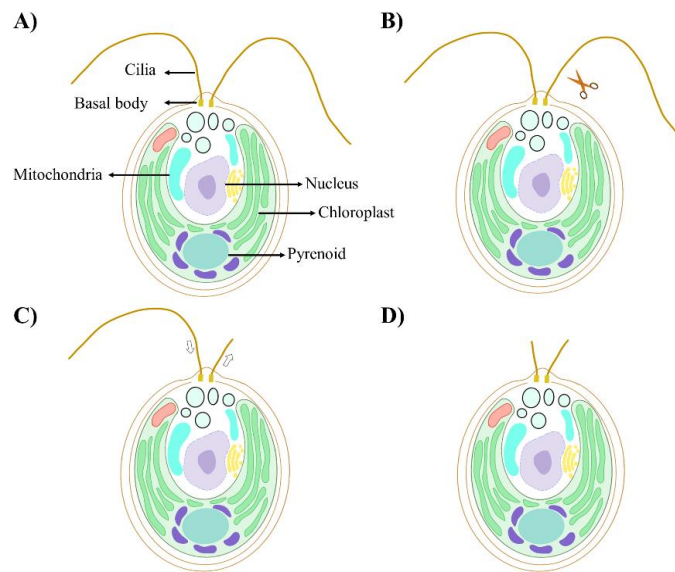 A)
B)
Cilia
Basal body
Mitochondria
Nucleus
Chloroplast
Pyrenoid
C)
D)